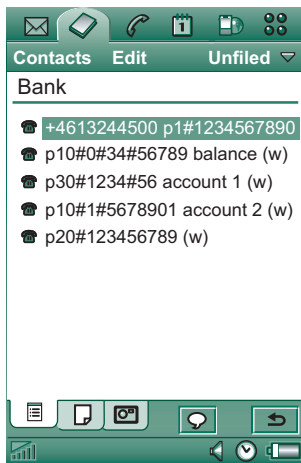 1
Contacts Edit Unfiled
Bank
+4613244500 p1#1234567890
p10#0#34#56789 balance (w)
p30#1234#56 account 1 (w)
p10#1#5678901 account 2 (w)
p20#123456789 (w)